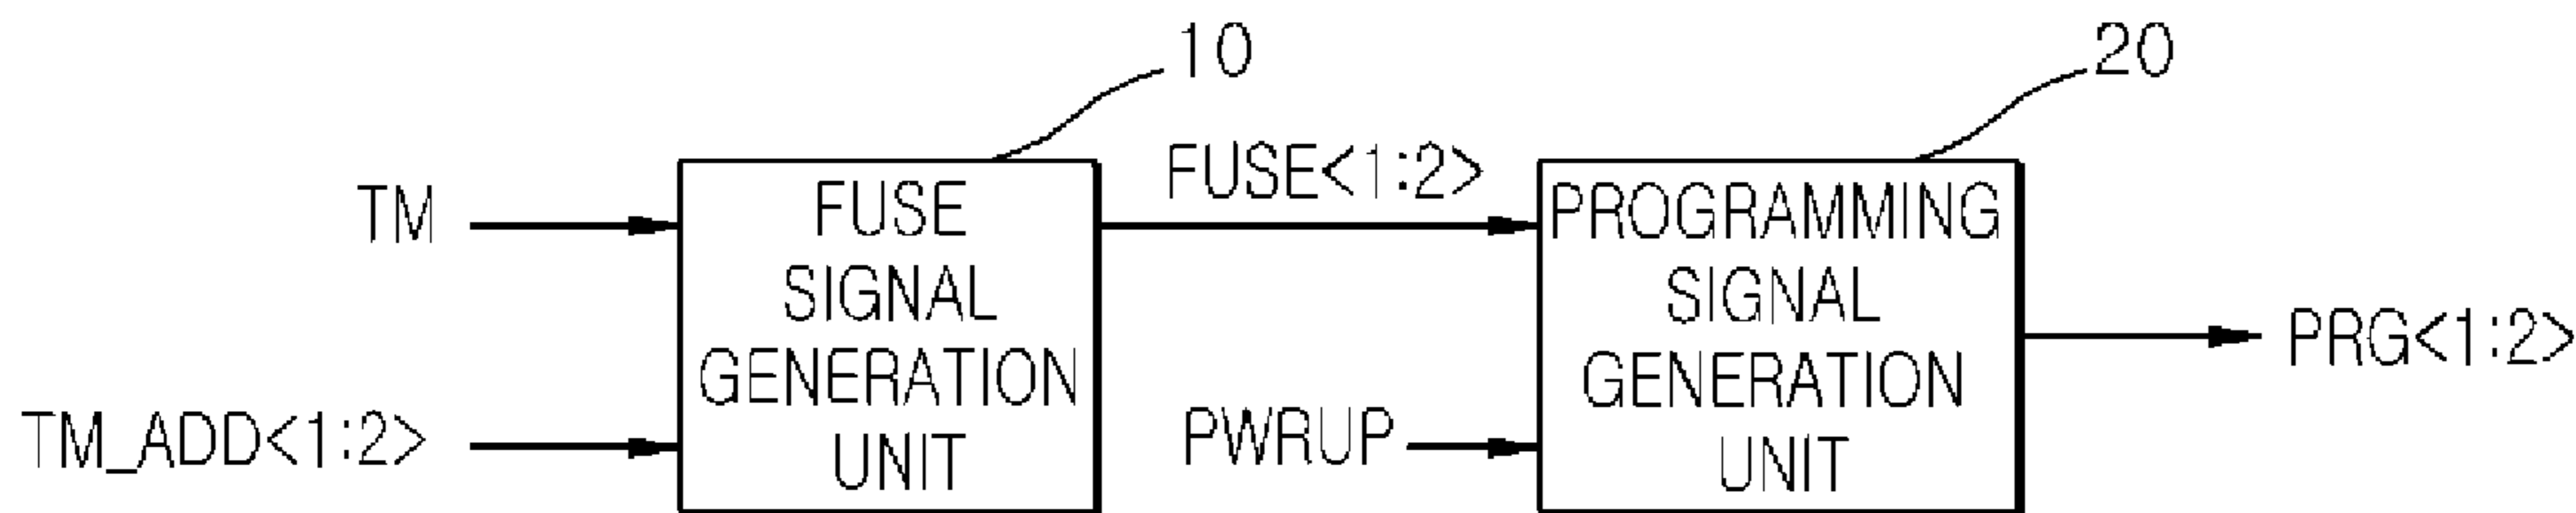 10
20
TM
FUSE
SIGNAL
GENERATION
UNIT
FUSE<1:2>
PROGRAMMING
SIGNAL
GENERATION
UNIT
TM_ADD<1:2>
PWRUP
PRG<1:2>